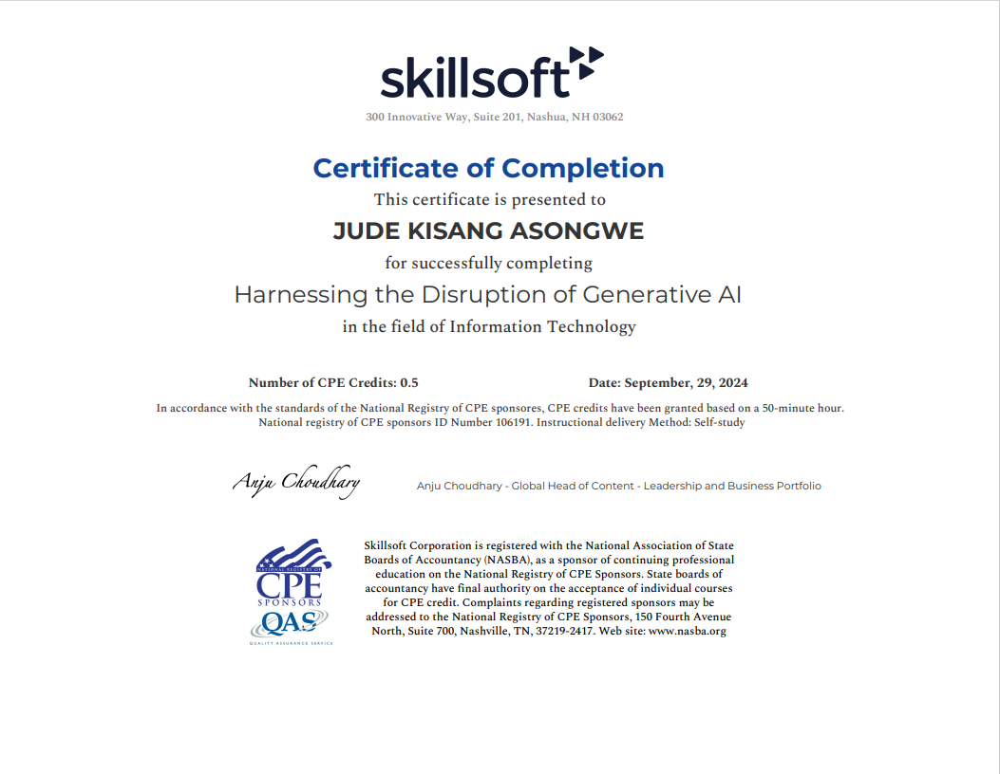 skillsoft
300 Innovative Way, Suite 201, Nashua, NH 03062
Certificate of Completion
This certificate is presented to
JUDE KISANG ASONGWE
for successfully completing
Harnessing the Disruption of Generative AI
in the field of Information Technology
Number of CPE Credits: 0.5 Date: September, 29, 2024
In accordance with the standards of the National Registry of CPE sponsores, CPE credits have been granted based on a 50-minute hour.
National registry of CPE sponsors ID Number 106191. Instructional delivery Method: Self-study
Anju Choudhary
Anju Choudhary - Global Head of Content - Leadership and Business Portfolio
NATIONAL REGISTRY OF
CPE
SPONSORS
QAS
QUALITY ASSURANCE SERVICE
Skillsoft Corporation is registered with the National Association of State
Boards of Accountancy (NASBA), as a sponsor of continuing professional
education on the National Registry of CPE Sponsors. State boards of
accountancy have final authority on the acceptance of individual courses
for CPE credit. Complaints regarding registered sponsors may be
addressed to the National Registry of CPE Sponsors, 150 Fourth Avenue
North, Suite 700, Nashville, TN, 37219-2417. Web site: www.nasba.org